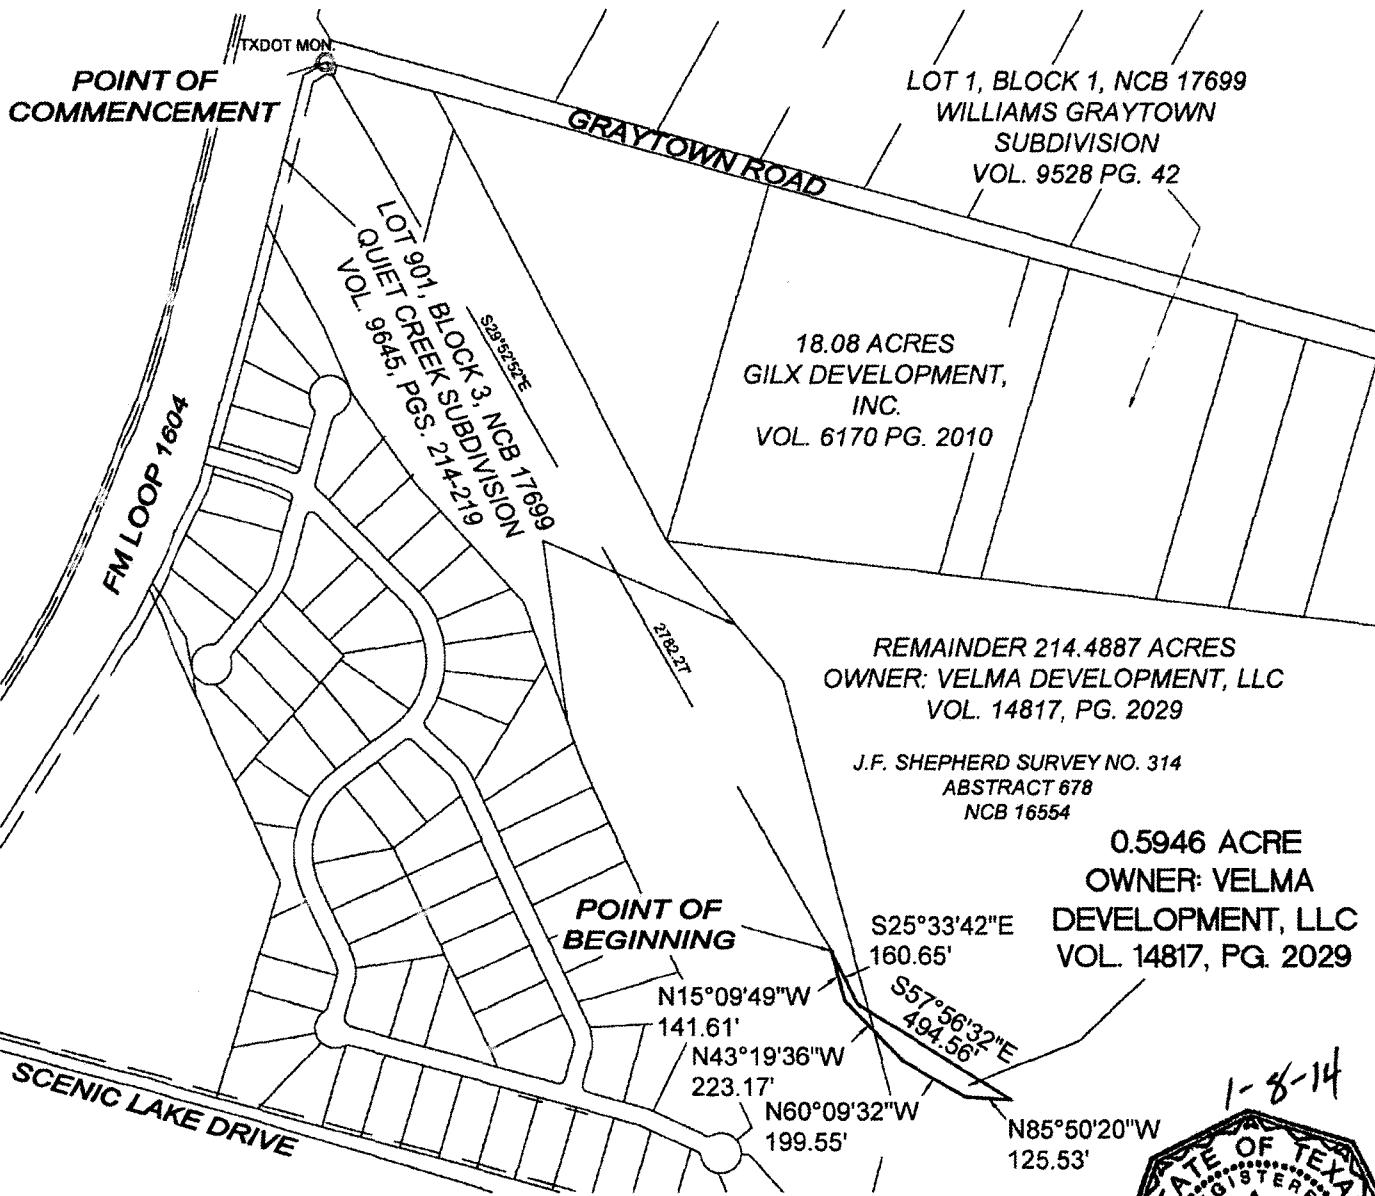 TXDOT MON.
POINT OF
COMMENCEMENT
GRAYTOWN ROAD
LOT 1, BLOCK 1, NCB 17699
WILLIAMS GRAYTOWN
SUBDIVISION
VOL. 9528 PG. 42
LOT 901, BLOCK 3, NCB 17699
QUIET CREEK SUBDIVISION
VOL. 9645, PGS. 214-219
S29°52'52"E
18.08 ACRES
GILX DEVELOPMENT,
INC.
VOL. 6170 PG. 2010
FM LOOP 1604
2782.27'
REMAINDER 214.4887 ACRES
OWNER: VELMA DEVELOPMENT, LLC
VOL. 14817, PG. 2029
J.F. SHEPHERD SURVEY NO. 314
ABSTRACT 678
NCB 16554
0.5946 ACRE
OWNER: VELMA
DEVELOPMENT, LLC
VOL. 14817, PG. 2029
POINT OF
BEGINNING
S25°33'42"E
160.65'
S57°56'32"E
494.56'
N15°09'49"W
141.61'
N43°19'36"W
223.17'
N60°09'32"W
199.55'
N85°50'20"W
125.53'
SCENIC LAKE DRIVE
1-8-14
OF